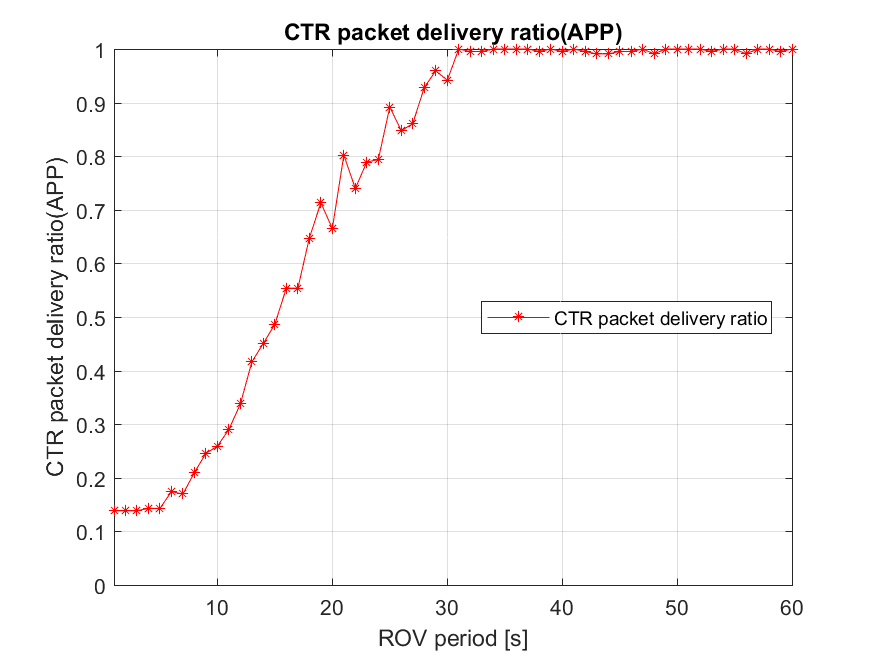 CTR packet delivery ratio(APP)
1
0.9
0.8
0.7
0.6
0.5
0.4
0.3
0.2
0.1
0
CTR packet delivery ratio(APP)
CTR packet delivery ratio
10 20 30 40 50 60
ROV period [s]